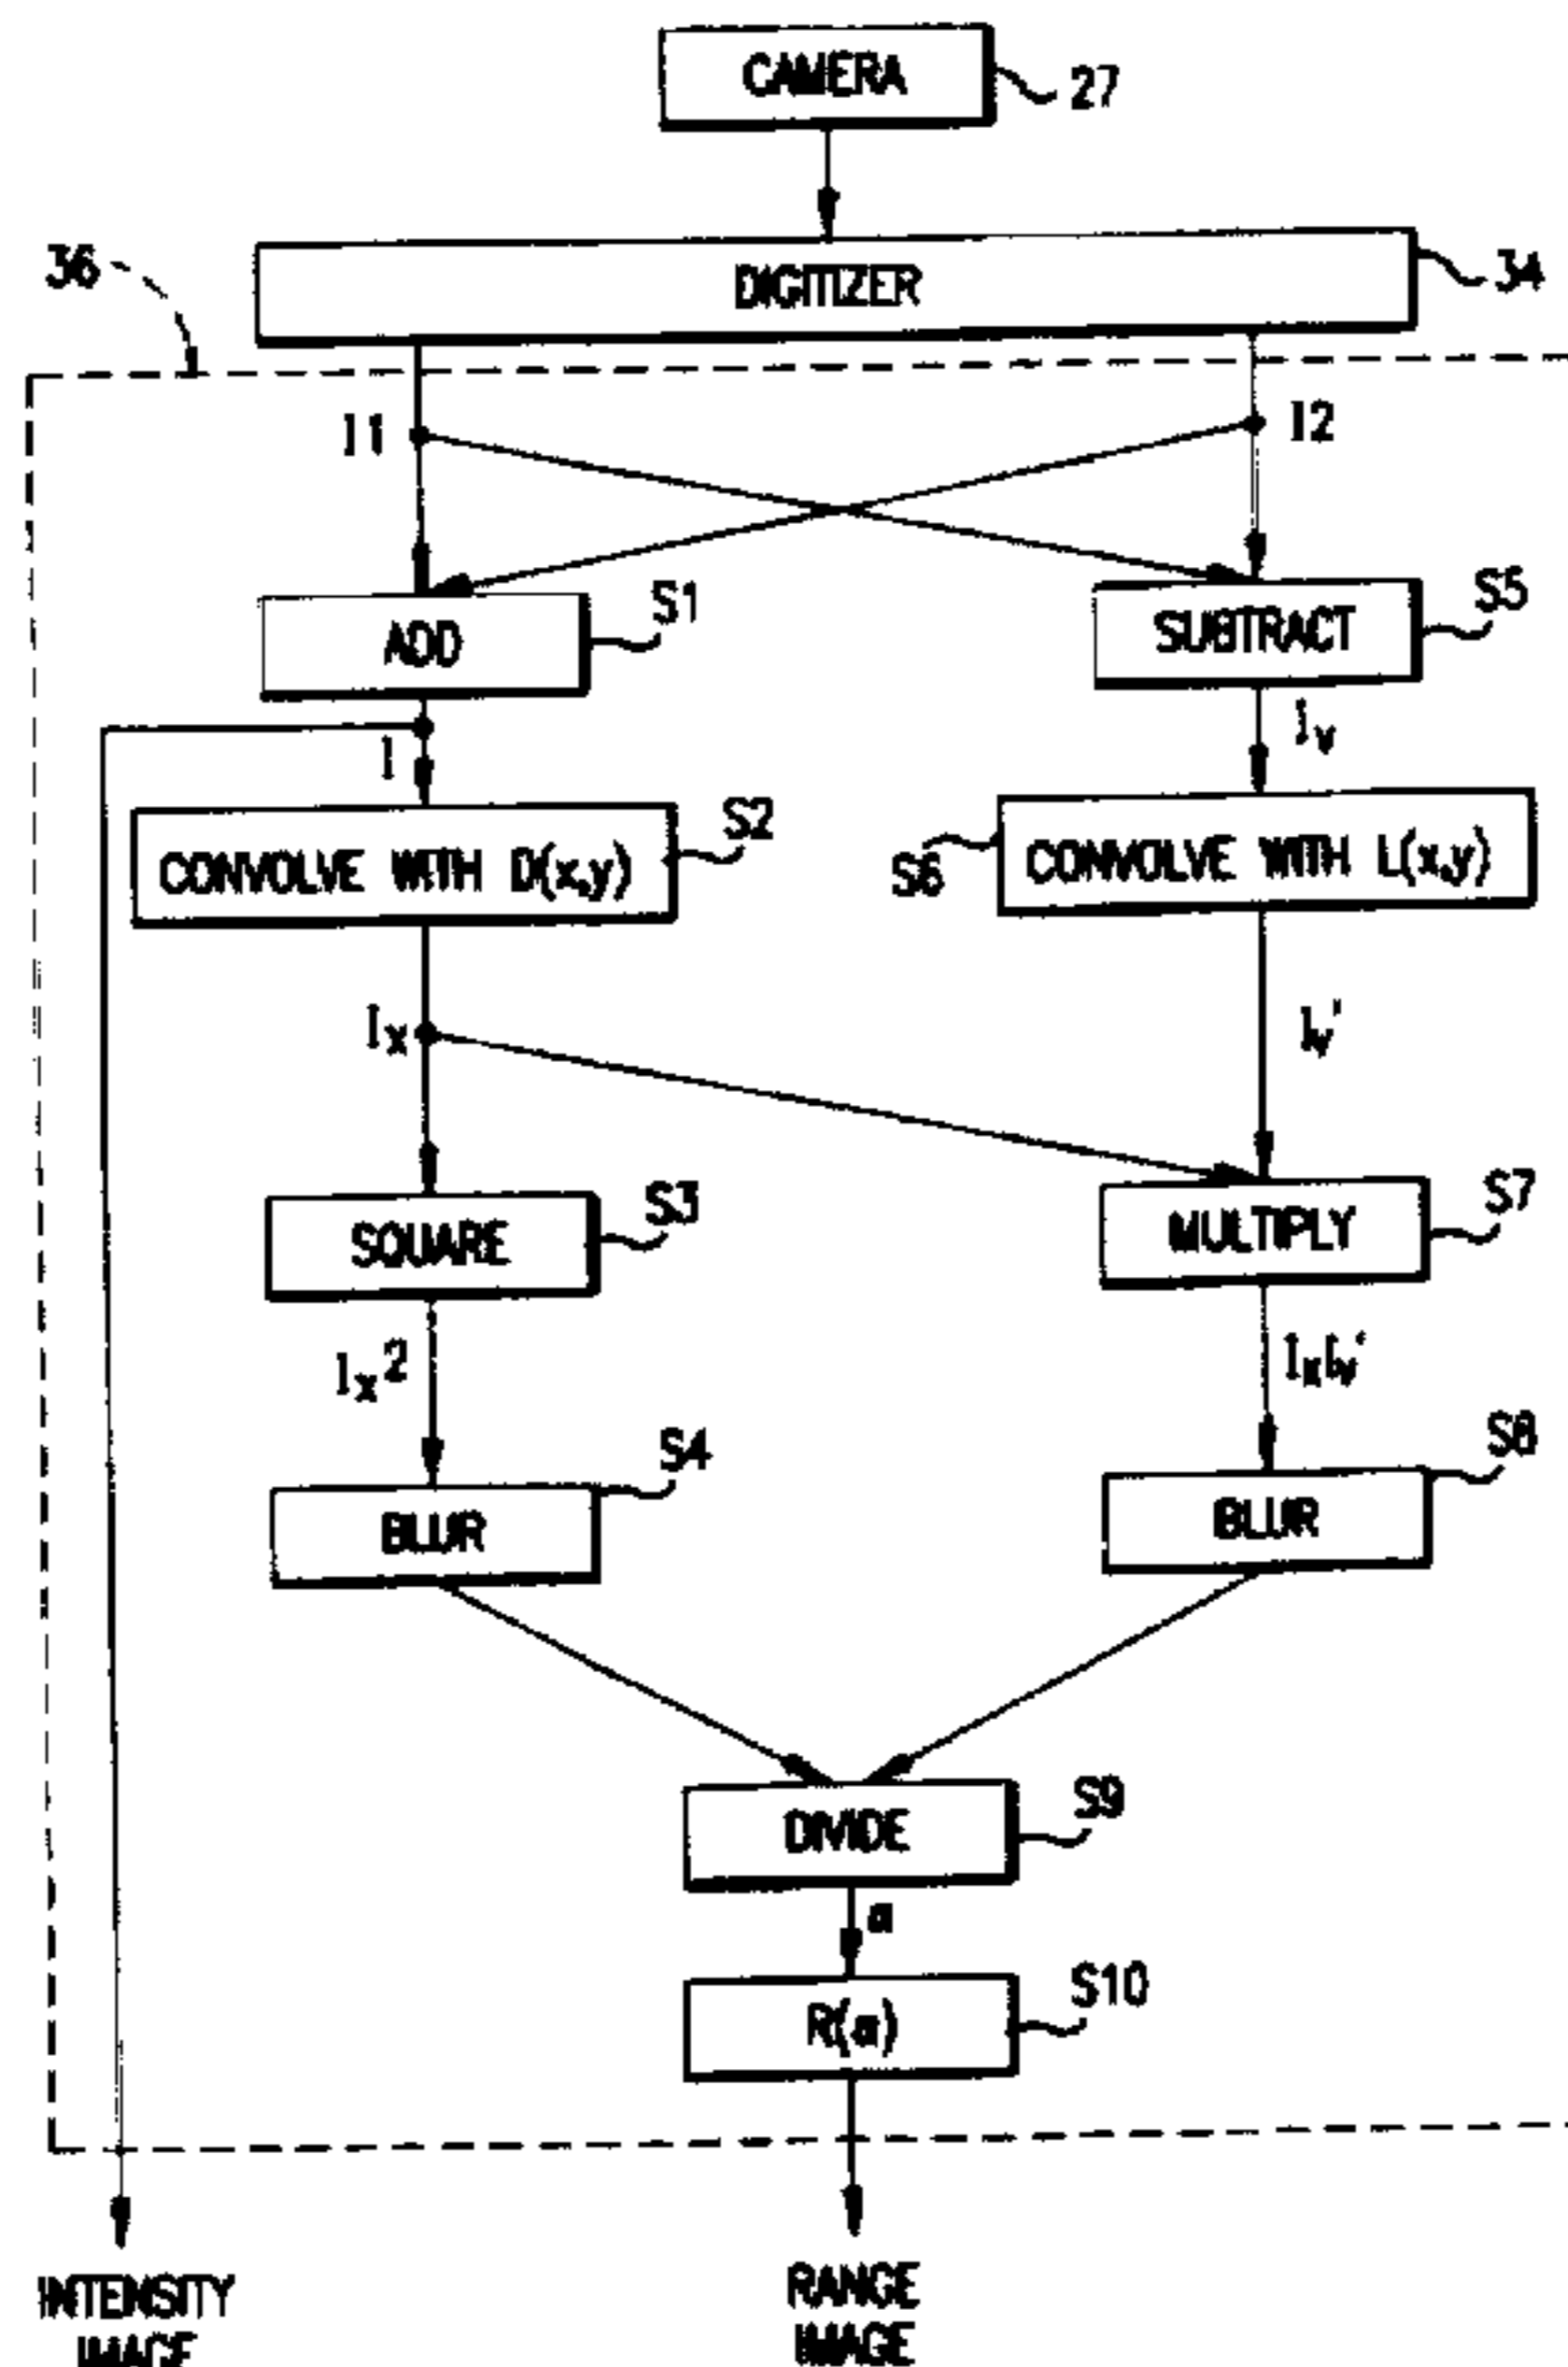 CAMERA
27
36
DIGITIZER
34
I1
I2
ADD
S1
SUBTRACT
S5
I
Iv
CONVOLVE WITH D(x,y)
S2
S6
CONVOLVE WITH L(x,y)
Ix
Iv'
SQUARE
S3
MULTIPLY
S7
Ix2
IxIv'
BLUR
S4
BLUR
S8
DIVIDE
S9
a
R(a)
S10
INTENSITY
IMAGE
RANGE
IMAGE